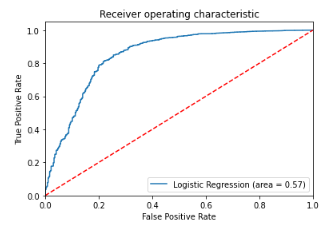 Receiver operating characteristic
1.0
0.8
0.6
0.4
0.2
0.0
True Positive Rate
Logistic Regression (area = 0.57)
0.0 0.2 0.4 0.6 0.8 1.0
False Positive Rate